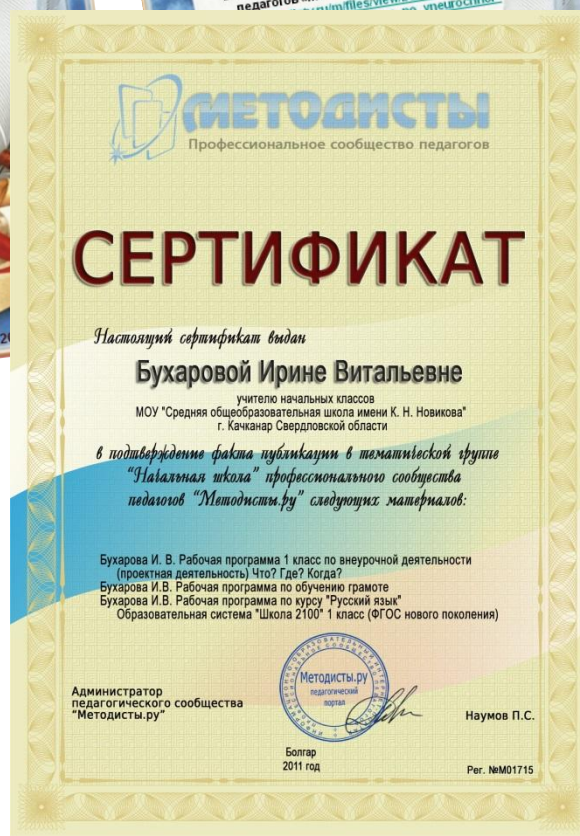 педагогов
МЕТОДИСТЫ
Профессиональное сообщество педагогов
СЕРТИФИКАТ
Настоящий сертификат выдан
Бухаровой Ирине Витальевне
учителю начальных классов
МОУ "Средняя общеобразовательная школа имени К. Н. Новикова"
г. Качканар Свердловской области
в подтверждение факта публикации в тематической группе
"Начальная школа" профессионального сообщества
педагогов "Методисты.ру" следующих материалов:
Бухарова И. В. Рабочая программа 1 класс по внеурочной деятельности
(проектная деятельность) Что? Где? Когда?
Бухарова И.В. Рабочая программа по обучению грамоте
Бухарова И.В. Рабочая программа по курсу "Русский язык"
Образовательная система "Школа 2100" 1 класс (ФГОС нового поколения)
Методисты.ру
педагогический
портал
Администратор
педагогического сообщества
"Методисты.ру"
Наумов П.С.
Болгар
2011 год
Рег. №М01715